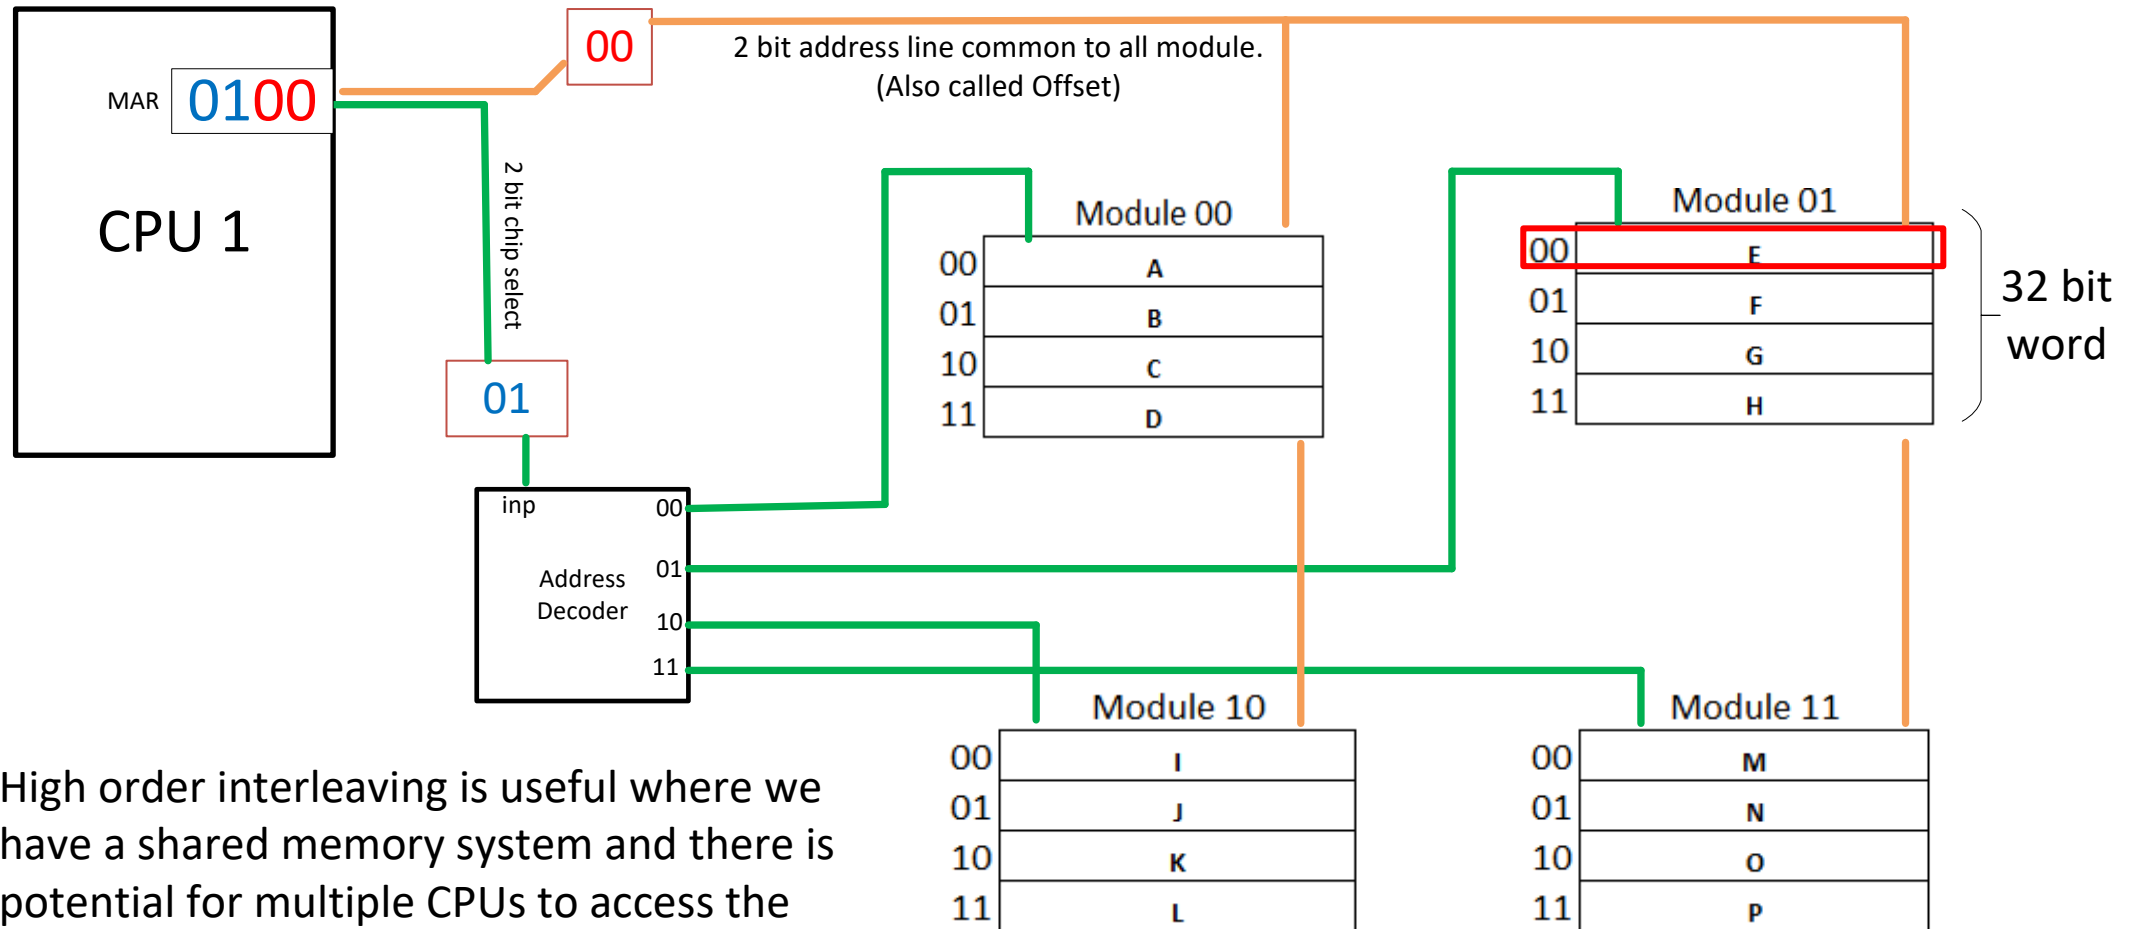 00
2 bit address line common to all module.
(Also called Offset)
MAR 0100
CPU 1
2 bit chip select
01
Module 00
00 A
01 B
10 C
11 D
Module 01
00 E
01 F
10 G
11 H
32 bit
word
inp
00
01
10
11
Address
Decoder
Module 10
00 I
01 J
10 K
11 L
Module 11
00 M
01 N
10 O
11 P
High order interleaving is useful where we
have a shared memory system and there is
potential for multiple CPUs to access the